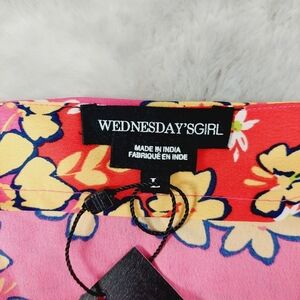 WEDNESDAY'SGIRL
MADE IN INDIA
FABRIQUÉ EN INDE
L